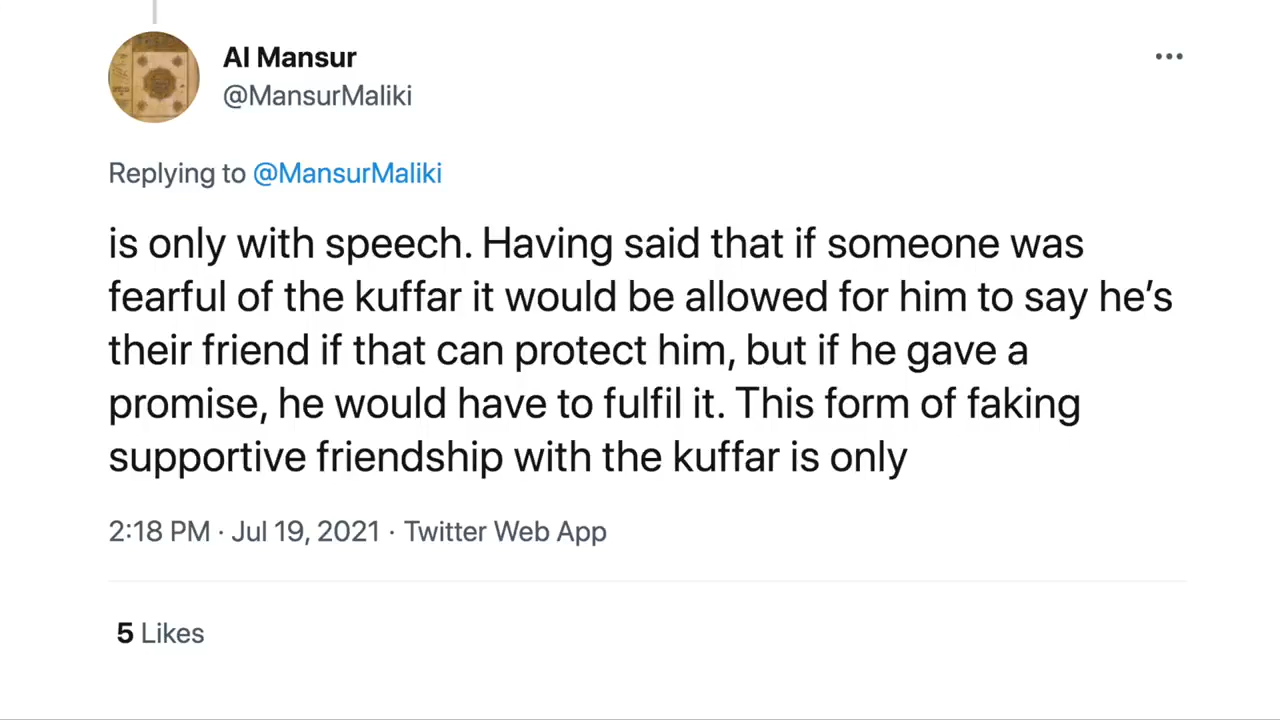 Al Mansur
@MansurMaliki
Replying to @MansurMaliki
is only with speech. Having said that if someone was
fearful of the kuffar it would be allowed for him to say he’s
their friend if that can protect him, but if he gave a
promise, he would have to fulfil it. This form of faking
supportive friendship with the kuffar is only
2:18 PM · Jul 19, 2021 · Twitter Web App
5 Likes